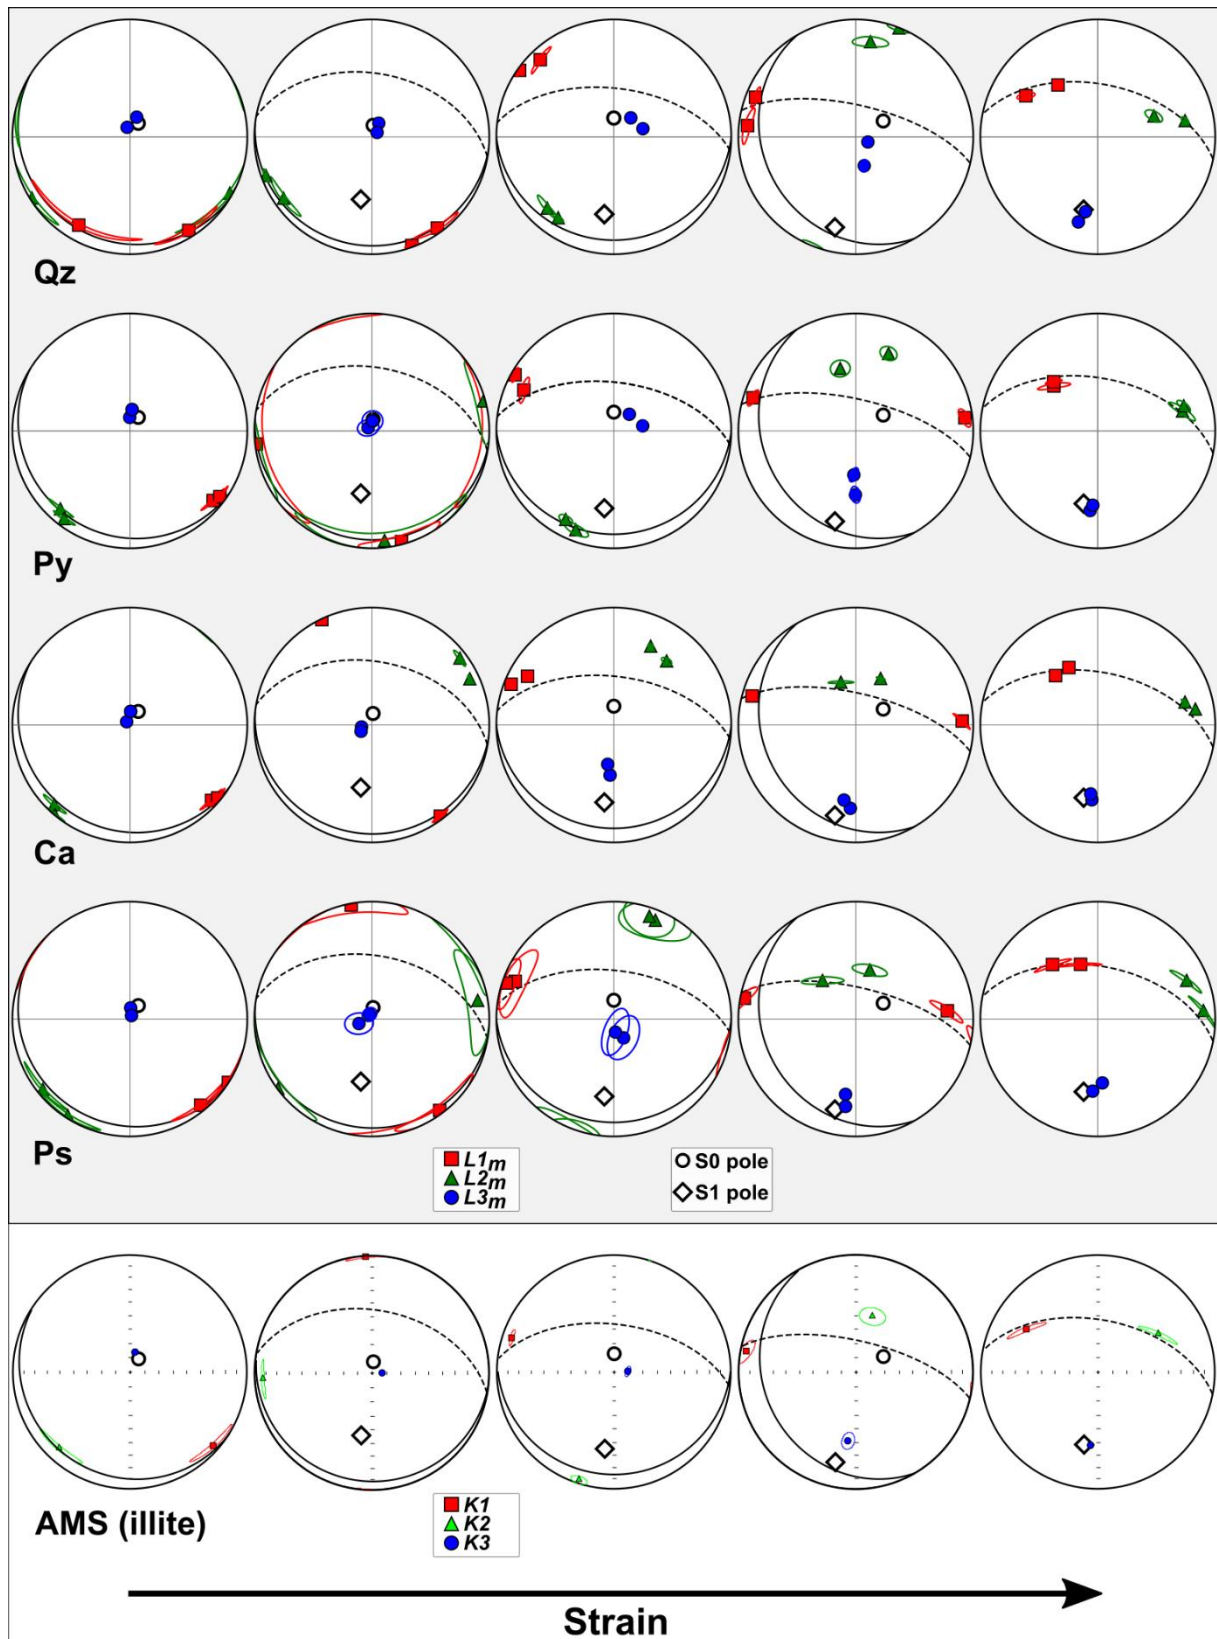 Qz
Py
Ca
Ps
L1m
L2m
L3m
S0 pole
S1 pole
AMS (illite)
K1
K2
K3
Strain